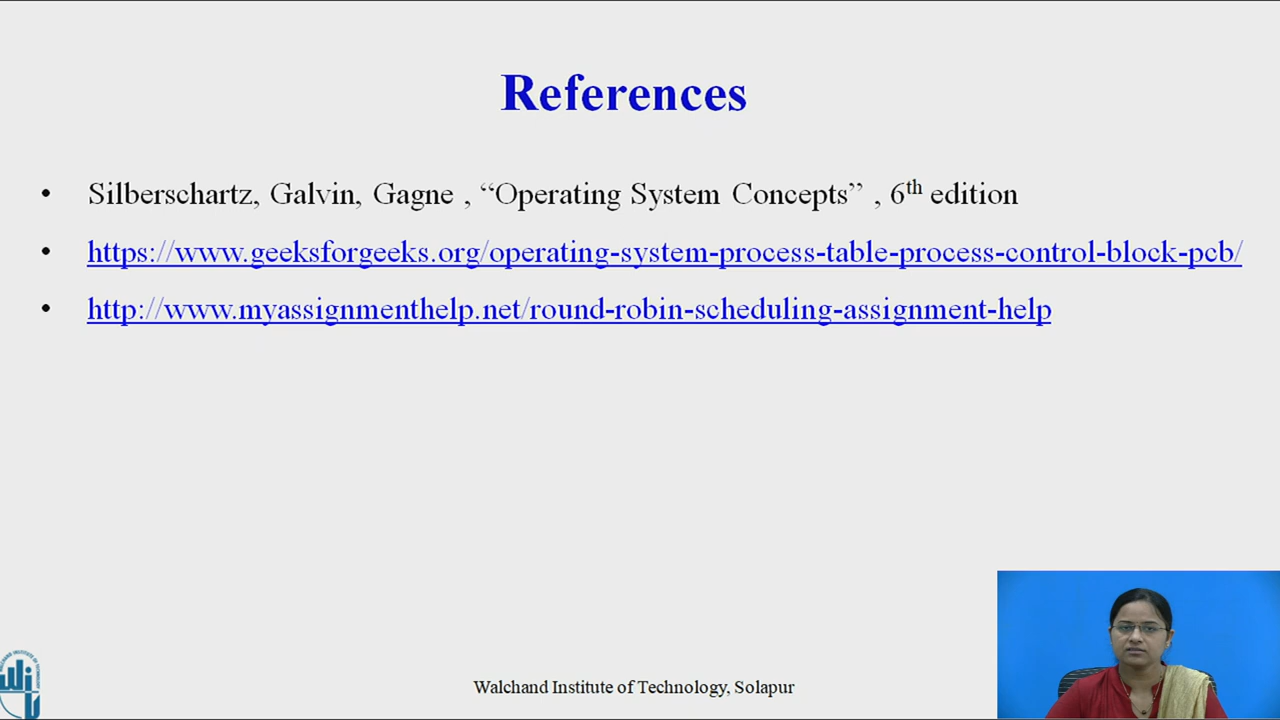 References
• Silberschartz, Galvin, Gagne , “Operating System Concepts” , 6th edition
• https://www.geeksforgeeks.org/operating-system-process-table-process-control-block-pcb/
• http://www.myassignmenthelp.net/round-robin-scheduling-assignment-help
Walchand Institute of Technology, Solapur